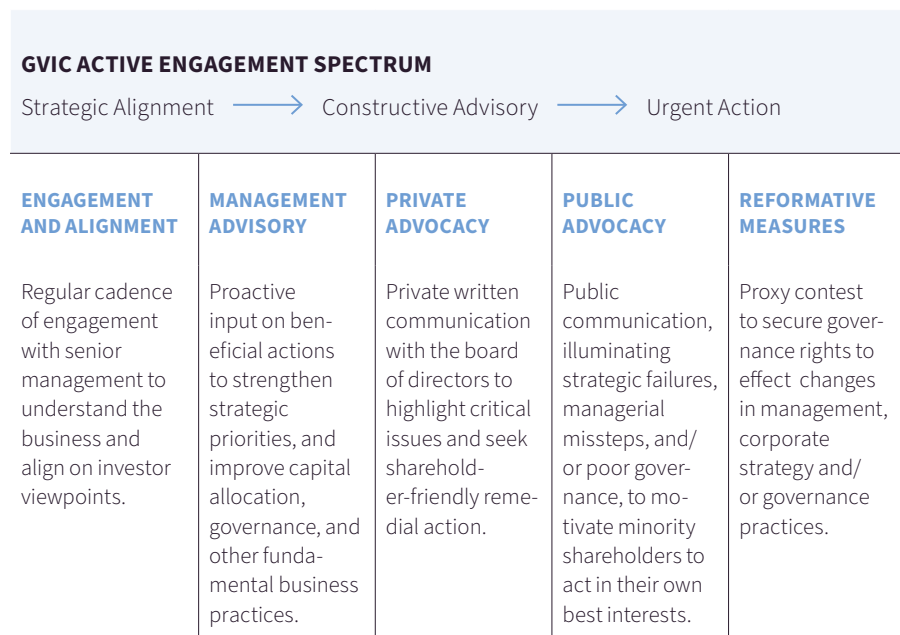 GVIC ACTIVE ENGAGEMENT SPECTRUM
Strategic Alignment Constructive Advisory Urgent Action
ENGAGEMENT
AND ALIGNMENT
Regular cadence
of engagement
with senior
management to
understand the
business and
align on investor
viewpoints.
MANAGEMENT
ADVISORY
Proactive
input on ben-
eficial actions
to strengthen
strategic
priorities, and
improve capital
allocation,
governance, and
other funda-
mental business
practices.
PRIVATE
ADVOCACY
Private written
communication
with the board
of directors to
highlight critical
issues and seek
sharehold-
er-friendly reme-
dial action.
PUBLIC
ADVOCACY
Public
communication,
illuminating
strategic failures,
managerial
missteps, and/
or poor gover-
nance, to mo-
tivate minority
shareholders to
act in their own
best interests.
REFORMATIVE
MEASURES
Proxy contest
to secure gover-
nance rights to
effect changes
in management,
corporate
strategy and/
or governance
practices.